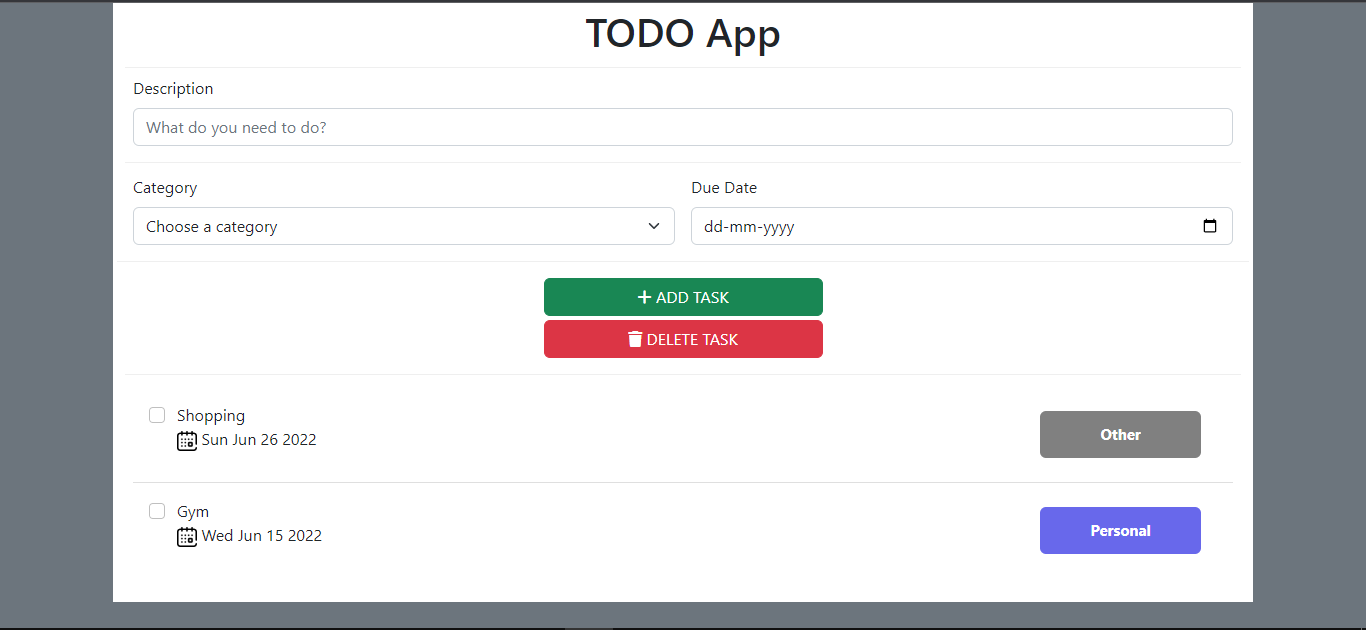 TODO App
Description
What do you need to do?
Category
Due Date
Choose a category
dd-mm-yyyy
ADD TASK
DELETE TASK
Shopping
Sun Jun 26 2022
Other
Gym
Wed Jun 15 2022
Personal